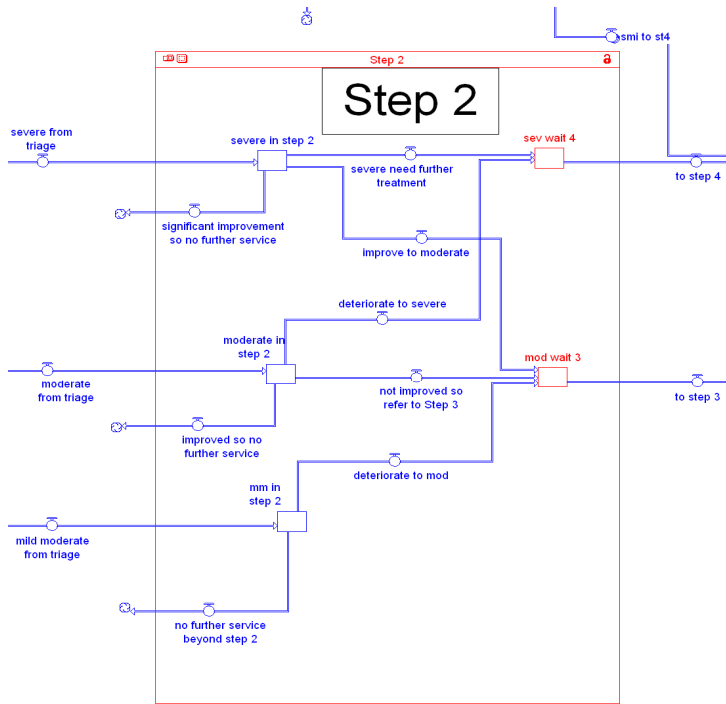 smi to st4
Step 2
Step 2
severe from
triage
severe in step 2
sev wait 4
severe need further
treatment
to step 4
significant improvement
so no further service
improve to moderate
deteriorate to severe
moderate in
step 2
mod wait 3
moderate
from triage
not improved so
refer to Step 3
to step 3
improved so no
further service
deteriorate to mod
mm in
step 2
mild moderate
from triage
no further service
beyond step 2